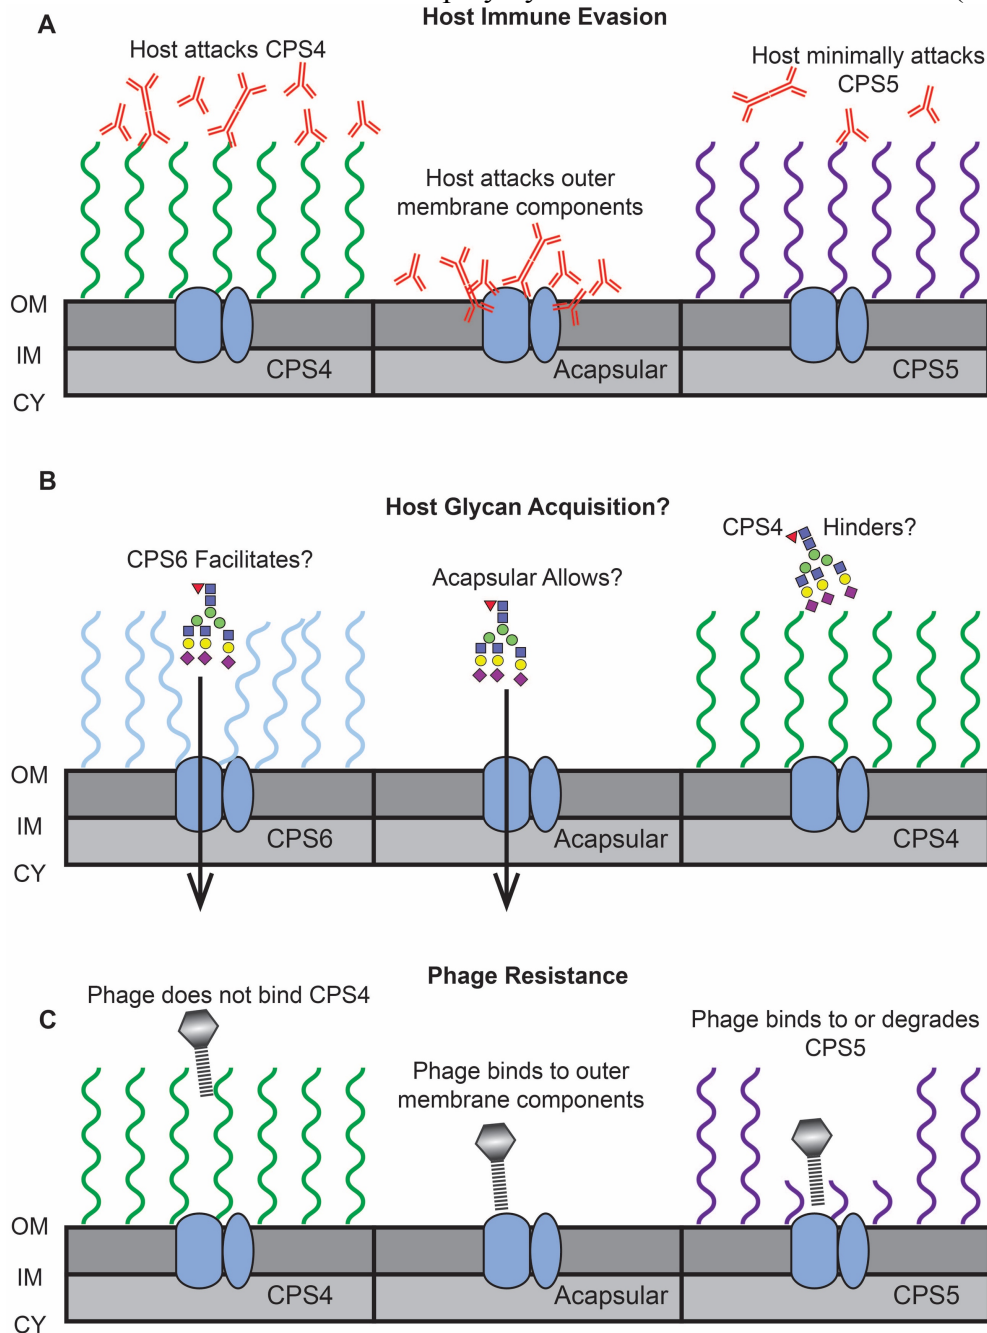 Host Immune Evasion
A
Host attacks CPS4
Host minimally attacks
CPS5
Host attacks outer
membrane components
OM
IM
CY
CPS4
Acapsular
CPS5
B
Host Glycan Acquisition?
CPS6 Facilitates?
Acapsular Allows?
CPS4 Hinders?
OM
IM
CY
CPS6
Acapsular
CPS4
Phage Resistance
C
Phage does not bind CPS4
Phage binds to outer
membrane components
Phage binds to or degrades
CPS5
OM
IM
CY
CPS4
Acapsular
CPS5